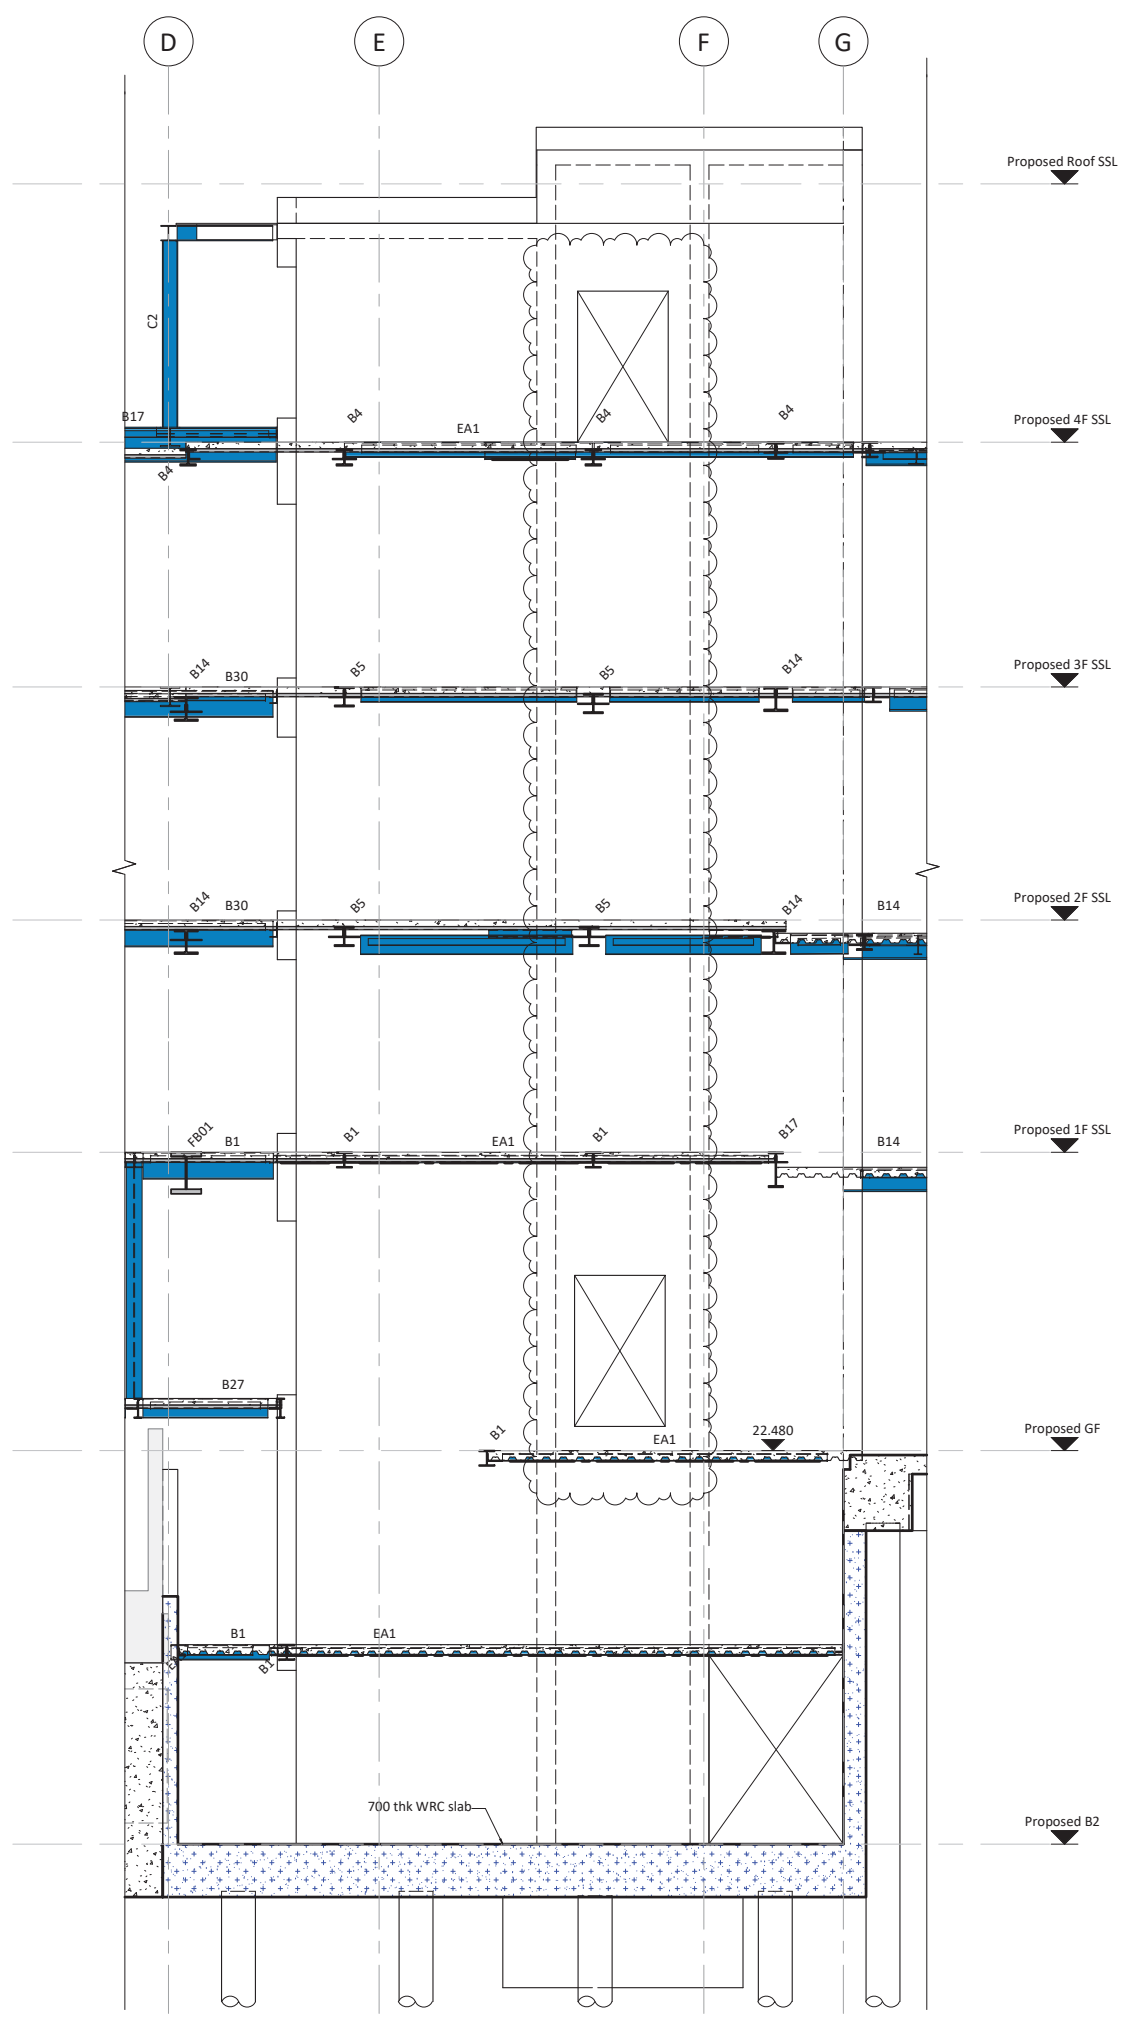 D E F G
Proposed Roof SSL
C2
B17 B4 EA1 B4 B4 Proposed 4F SSL
B4
B14 B30 B5 B5 B14 Proposed 3F SSL
B14 B30 B5 B5 B14 B14 Proposed 2F SSL
FB01 B1 B1 EA1 B1 B17 B14 Proposed 1F SSL
B27
B1 EA1 22.480 Proposed GF
B1 EA1
B1
700 thk WRC slab
Proposed B2